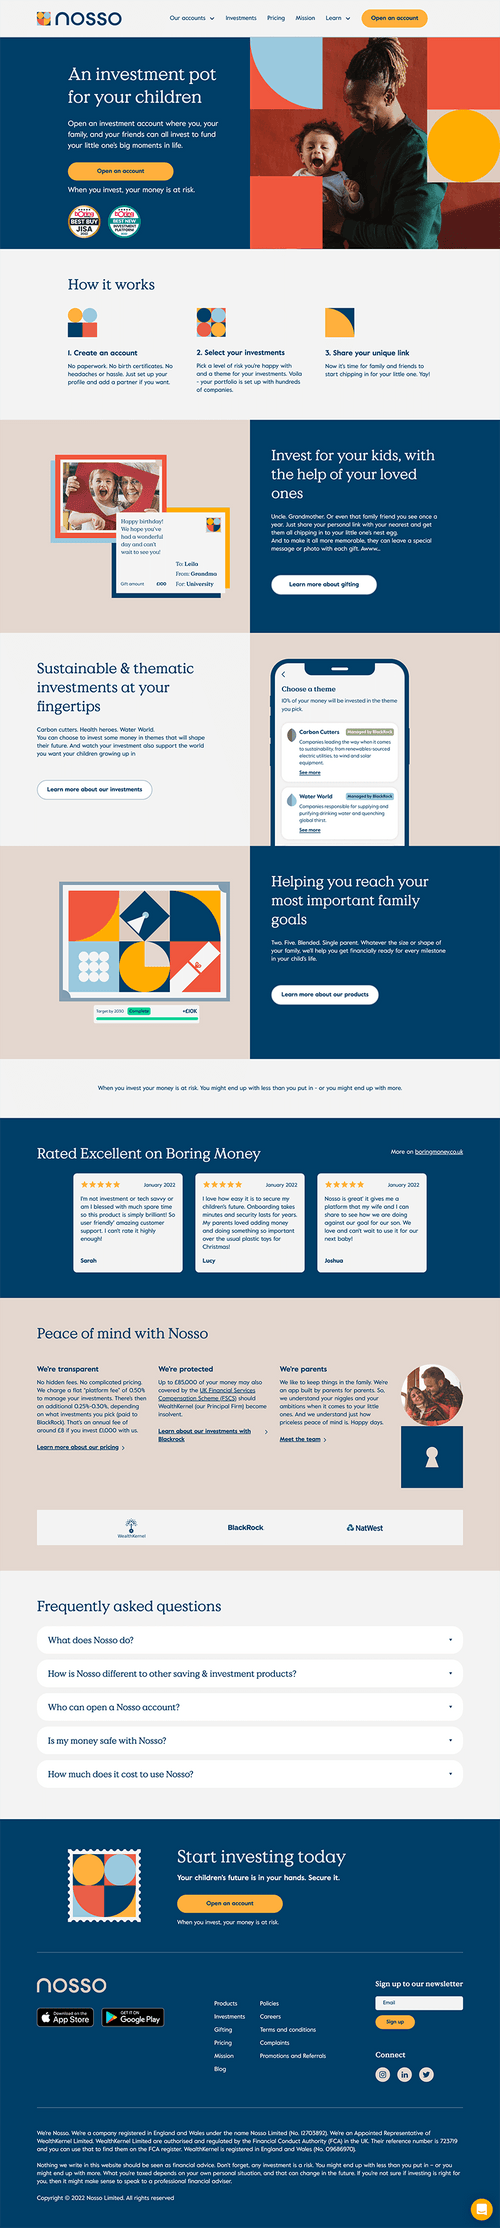 nosso
Our accounts
Investments
Pricing
Mission
Learn
Open an account
An investment pot
for your children
Open an investment account where you, your
family, and your friends can all invest to fund
your little one's big moments in life.
Open an account
When you invest, your money is at risk.
BEST BUY
JISA
BEST NEW
INVESTMENT
PLATFORM
How it works
1. Create an account
No paperwork. No birth certificates. No
headaches or hassle. Just set up your
profile and add a partner if you want.
2. Select your investments
Pick a level of risk you're happy with
and a theme for your investments. Voila
- your portfolio is set up with hundreds
of companies.
3. Share your unique link
Now it's time for family and friends to
start chipping in for your little one. Yay!
Happy birthday!
We hope you've
had a wonderful
day and can't
wait to see you!
To: Leila
From: Grandma
Gift amount £100
For: University
Invest for your kids, with
the help of your loved
ones
Uncle. Grandmother. Or even that family friend you see once a
year. Just share your personal link with your nearest and get
them all chipping in to your little one's nest egg.
And to make it all more memorable, they can leave a special
message or photo with each gift. Awww...
Learn more about gifting
Sustainable & thematic
investments at your
fingertips
Carbon cutters. Health heroes. Water World.
You can choose to invest some money in themes that will shape
their future. And watch your investment also support the world
you want your children growing up in
Learn more about our investments
Choose a theme
10% of your money will be invested in the theme
you pick.
Carbon Cutters
Managed by BlackRock
Companies leading the way when it comes
to sustainability, from renewables-sourced
electric utilities, to wind and solar
equipment.
See more
Water World
Managed by BlackRock
Companies responsible for supplying and
purifying drinking water and quenching
global thirst.
See more
Target by 2030
Complete
+£10K
Helping you reach your
most important family
goals
Two. Five. Blended. Single parent. Whatever the size or shape of
your family, we'll help you get financially ready for every milestone
in your child's life.
Learn more about our products
When you invest your money is at risk. You might end up with less than you put in - or you might end up with more.
Rated Excellent on Boring Money
More on boringmoney.co.uk
January 2022
I'm not investment or tech savvy or
am I blessed with much spare time
so this product is simply brilliant! So
user friendly' amazing customer
support. I can't rate it highly
enough!
Sarah
January 2022
I love how easy it is to secure my
children's future. Onboarding takes
minutes and security lasts for years.
My parents loved adding money
and doing something so important
over the usual plastic toys for
Christmas!
Lucy
January 2022
Nosso is great' it gives me a
platform that my wife and I can
share to see how we are doing
against our goal for our son. We
love and can't wait to use it for our
next baby!
Joshua
Peace of mind with Nosso
We're transparent
No hidden fees. No complicated pricing.
We charge a flat "platform fee" of 0.50%
to manage your investments. There's then
an additional 0.25%-0.30%, depending
on what investments you pick (paid to
BlackRock). That's an annual fee of
around £8 if you invest £1,000 with us.
Learn more about our pricing
We're protected
Up to £85,000 of your money may also
covered by the UK Financial Services
Compensation Scheme (FSCS) should
WealthKernel (our Principal Firm) become
insolvent.
Learn about our investments with
Blackrock
We're parents
We like to keep things in the family. We're
an app built by parents for parents. So,
we understand your niggles and your
ambitions when it comes to your little
ones. And we understand just how
priceless peace of mind is. Happy days.
Meet the team
WealthKernel
BlackRock
NatWest
Frequently asked questions
What does Nosso do?
How is Nosso different to other saving & investment products?
Who can open a Nosso account?
Is my money safe with Nosso?
How much does it cost to use Nosso?
Start investing today
Your children's future is in your hands. Secure it.
Open an account
When you invest, your money is at risk.
nosso
Download on the
App Store
GET IT ON
Google Play
Products
Investments
Gifting
Pricing
Mission
Blog
Policies
Careers
Terms and conditions
Complaints
Promotions and Referrals
Sign up to our newsletter
Email
Sign up
Connect
We're Nosso. We're a company registered in England and Wales under the name Nosso Limited (No. 12703892). We're an Appointed Representative of
WealthKernel Limited. WealthKernel Limited are authorised and regulated by the Financial Conduct Authority (FCA) in the UK. Their reference number is 723719
and you can use that to find them on the FCA register. WealthKernel is registered in England and Wales (No. 09686970).
Nothing we write in this website should be seen as financial advice. Don't forget, any investment is a risk. You might end up with less than you put in - or you
might end up with more. What you're taxed depends on your own personal situation, and that can change in the future. If you're not sure if investing is right for
you, then it might make sense to speak to a professional financial adviser.
Copyright © 2022 Nosso Limited. All rights reserved